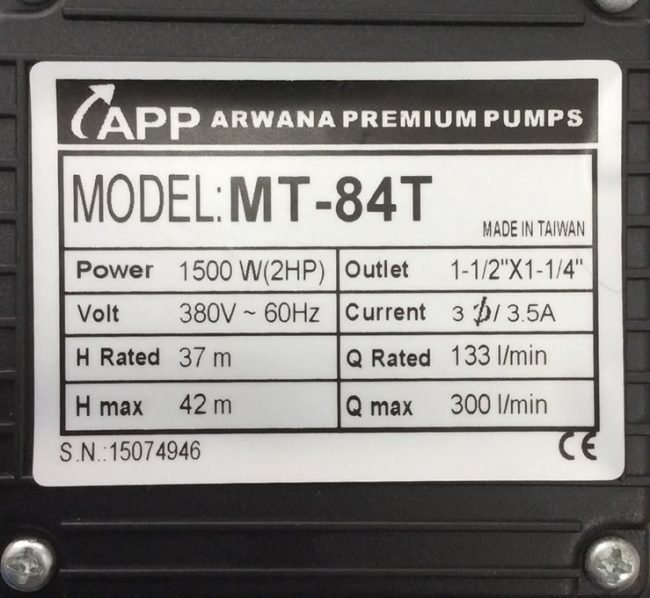 APP ARWANA PREMIUM PUMPS
MODEL: MT-84T
MADE IN TAIWAN
Power 1500 W(2HP) Outlet 1-1/2"X1-1/4"
Volt 380V ~ 60Hz Current 3 ϕ/ 3.5A
H Rated 37 m Q Rated 133 l/min
H max 42 m Q max 300 l/min
S.N.:15074946 CE